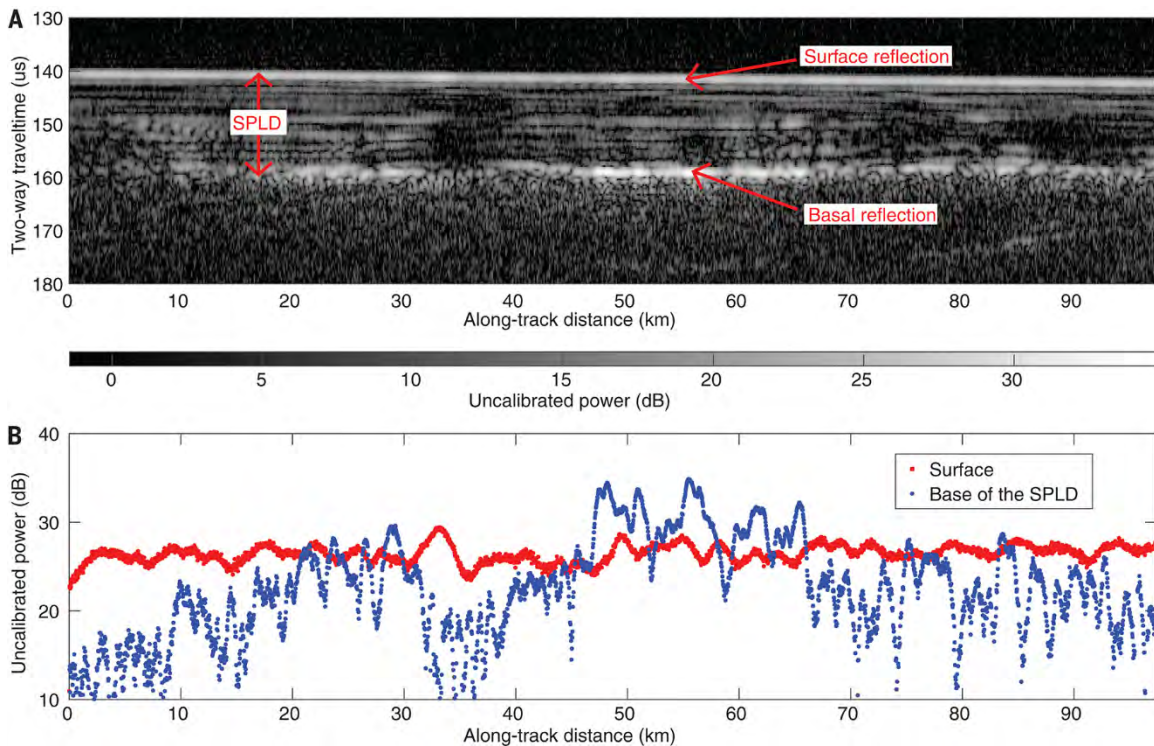 A
130
140
150
160
170
180
Two-way traveltime (us)
Surface reflection
SPLD
Basal reflection
0 10 20 30 40 50 60 70 80 90
Along-track distance (km)
0 5 10 15 20 25 30
Uncalibrated power (dB)
B
40
30
20
10
Uncalibrated power (dB)
Surface
Base of the SPLD
0 10 20 30 40 50 60 70 80 90
Along-track distance (km)